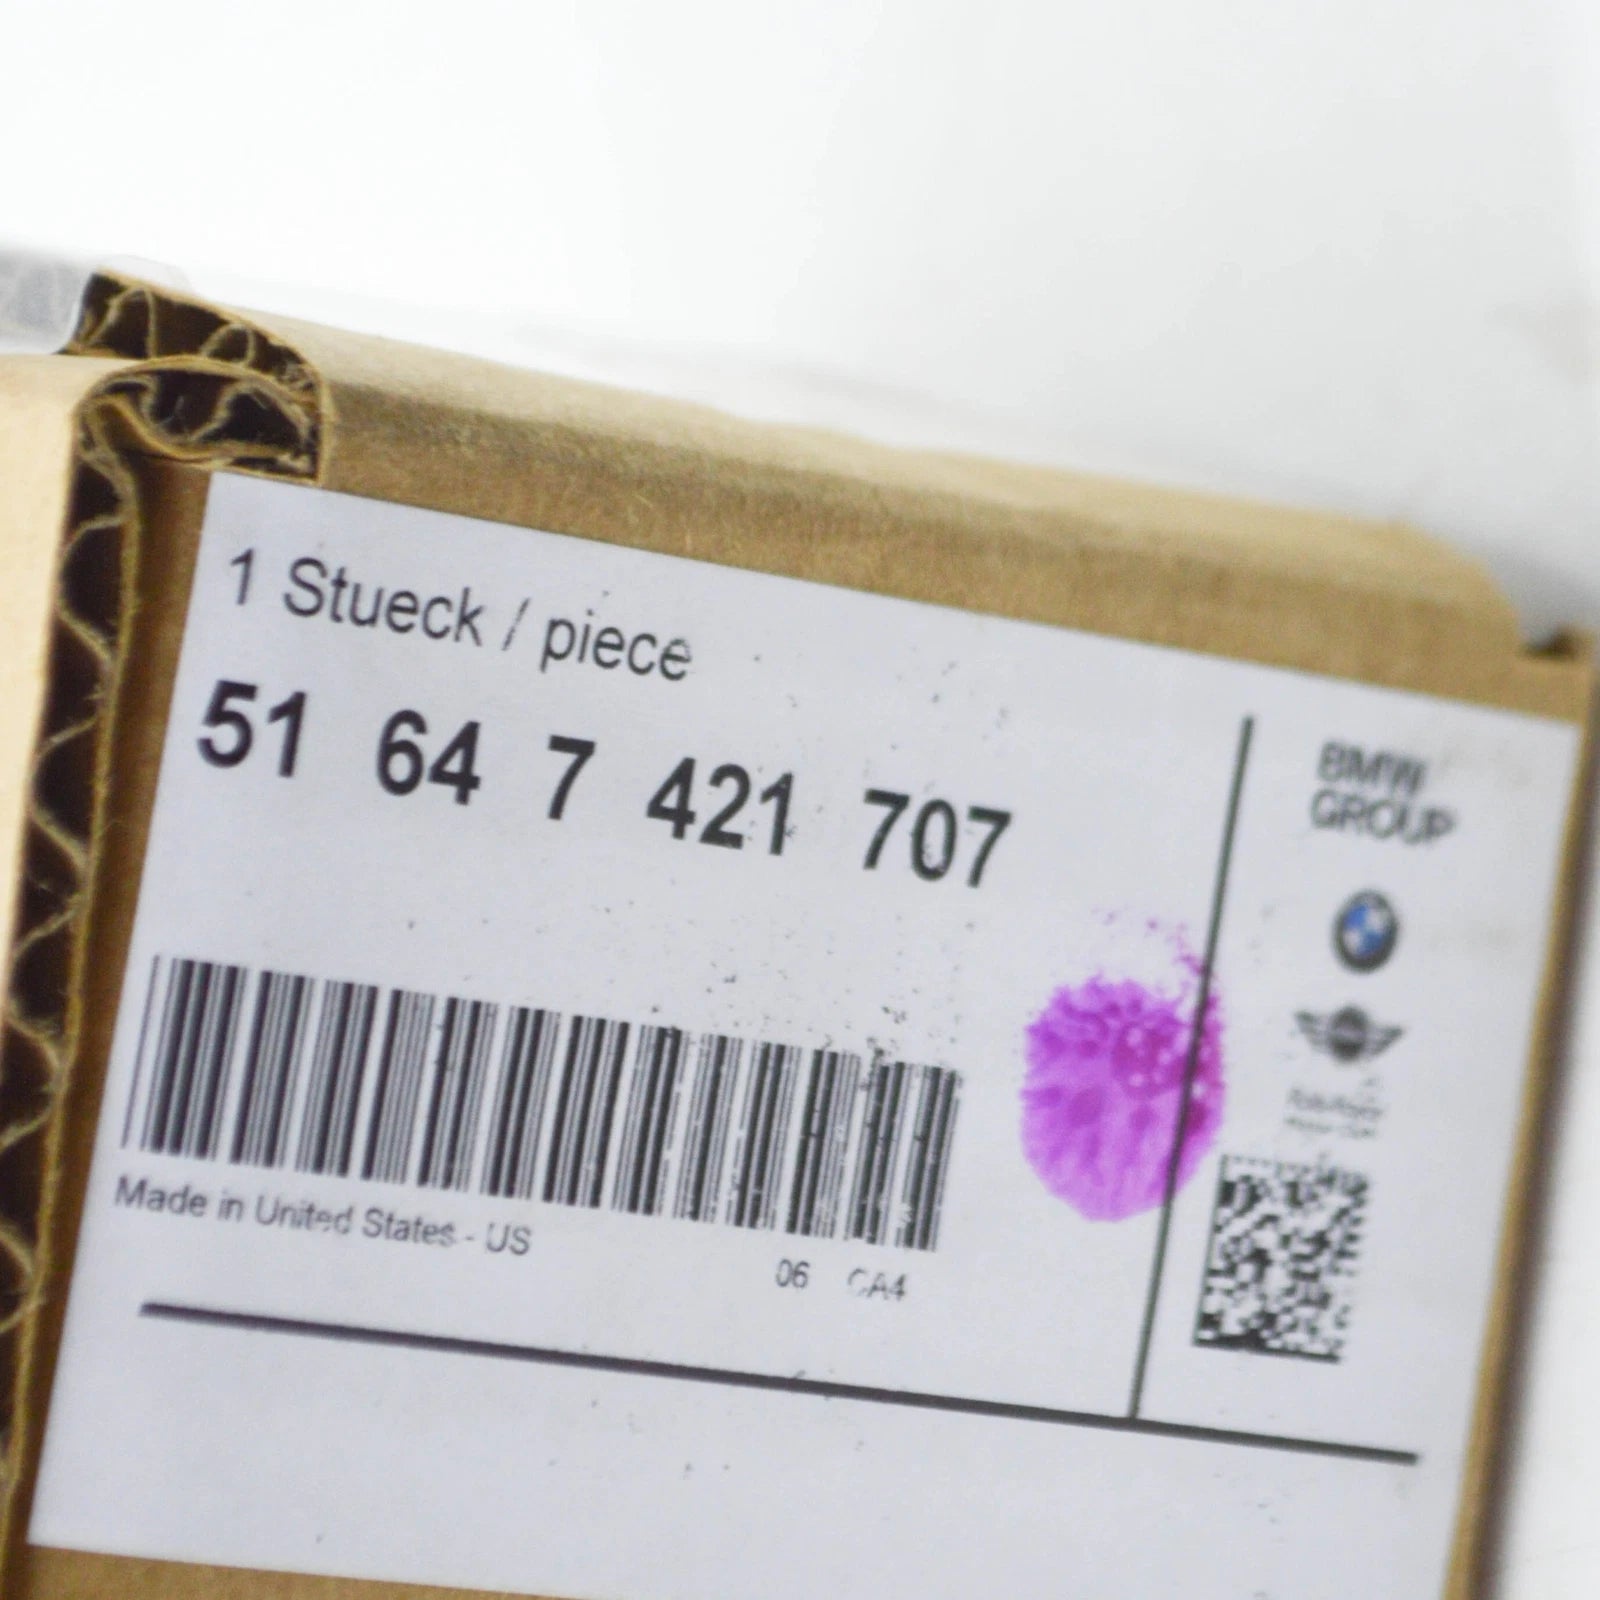 1 Stueck / piece
51 64 7 421 707
Made in United States - US
06 CA4
BMW
GROUP